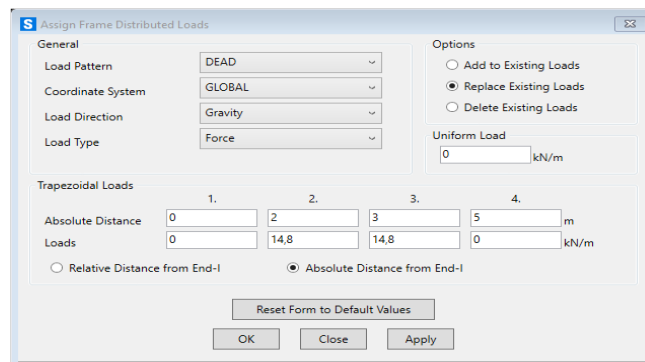 S Assign Frame Distributed Loads
General
Load Pattern DEAD
Coordinate System GLOBAL
Load Direction Gravity
Load Type Force
Options
Add to Existing Loads
Replace Existing Loads
Delete Existing Loads
Uniform Load
0 kN/m
Trapezoidal Loads
1. 2. 3. 4.
Absolute Distance 0 2 3 5 m
Loads 0 14,8 14,8 0 kN/m
Relative Distance from End-I Absolute Distance from End-I
Reset Form to Default Values
OK Close Apply